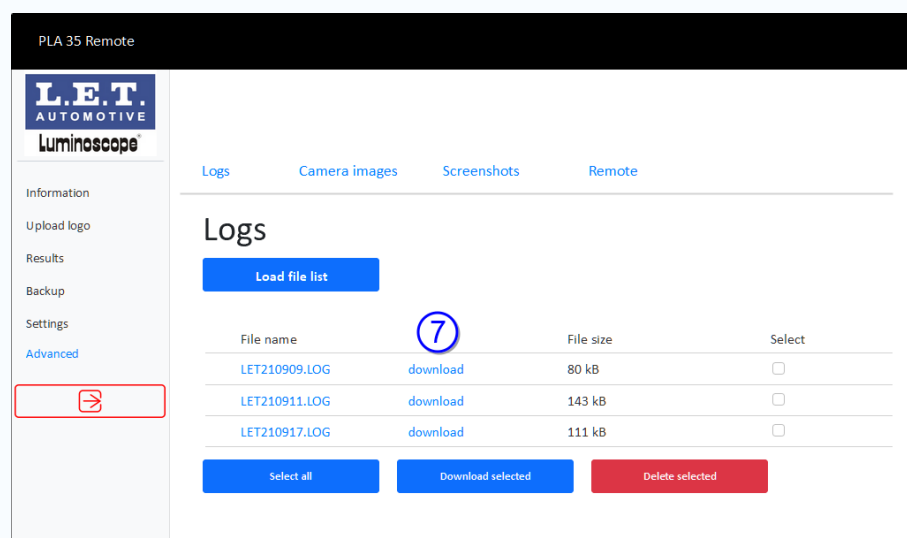 PLA 35 Remote
L.E.T.
AUTOMOTIVE
Luminoscope®
Information
Upload logo
Results
Backup
Settings
Advanced
Logs Camera images Screenshots Remote
Logs
Load file list
7
File name File size Select
LET210909.LOG download 80 kB
LET210911.LOG download 143 kB
LET210917.LOG download 111 kB
Select all Download selected Delete selected